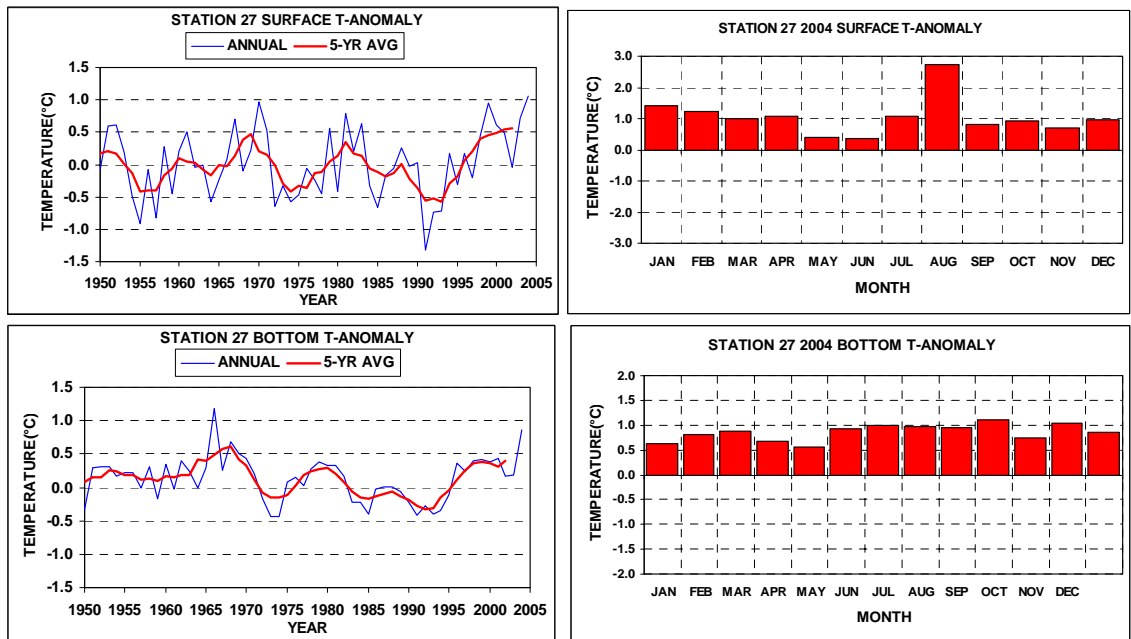 STATION 27 SURFACE T-ANOMALY
ANNUAL 5-YR AVG
TEMPERATURE(°C)
1.5
1.0
0.5
0.0
-0.5
-1.0
-1.5
1950 1955 1960 1965 1970 1975 1980 1985 1990 1995 2000 2005
YEAR
STATION 27 2004 SURFACE T-ANOMALY
TEMPERATURE(°C)
3.0
2.0
1.0
0.0
-1.0
-2.0
-3.0
JAN FEB MAR APR MAY JUN JUL AUG SEP OCT NOV DEC
MONTH
STATION 27 BOTTOM T-ANOMALY
ANNUAL 5-YR AVG
TEMPERATURE(°C)
1.5
1.0
0.5
0.0
-0.5
-1.0
-1.5
1950 1955 1960 1965 1970 1975 1980 1985 1990 1995 2000 2005
YEAR
STATION 27 2004 BOTTOM T-ANOMALY
TEMPERATURE(°C)
2.0
1.5
1.0
0.5
0.0
-0.5
-1.0
-1.5
-2.0
JAN FEB MAR APR MAY JUN JUL AUG SEP OCT NOV DEC
MONTH